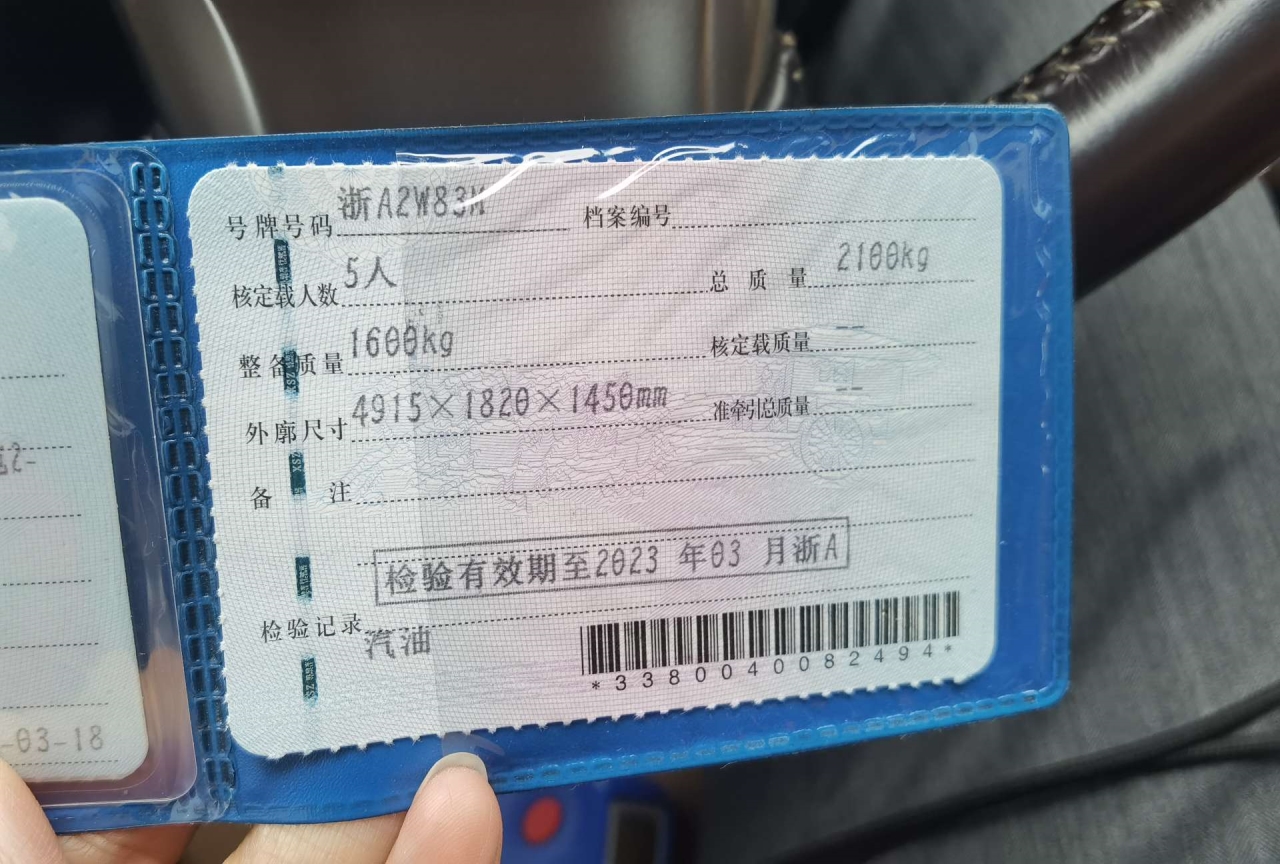 号牌号码 浙A2W83M 档案编号
核定载人数 5人 总质量 2100kg
整备质量 1600kg 核定载质量 --
外廓尺寸 4915×1820×1450mm 准牵引总质量 --
备注
检验有效期至2023 年03 月浙A
检验记录
汽油
*3380040082494*
-03-18